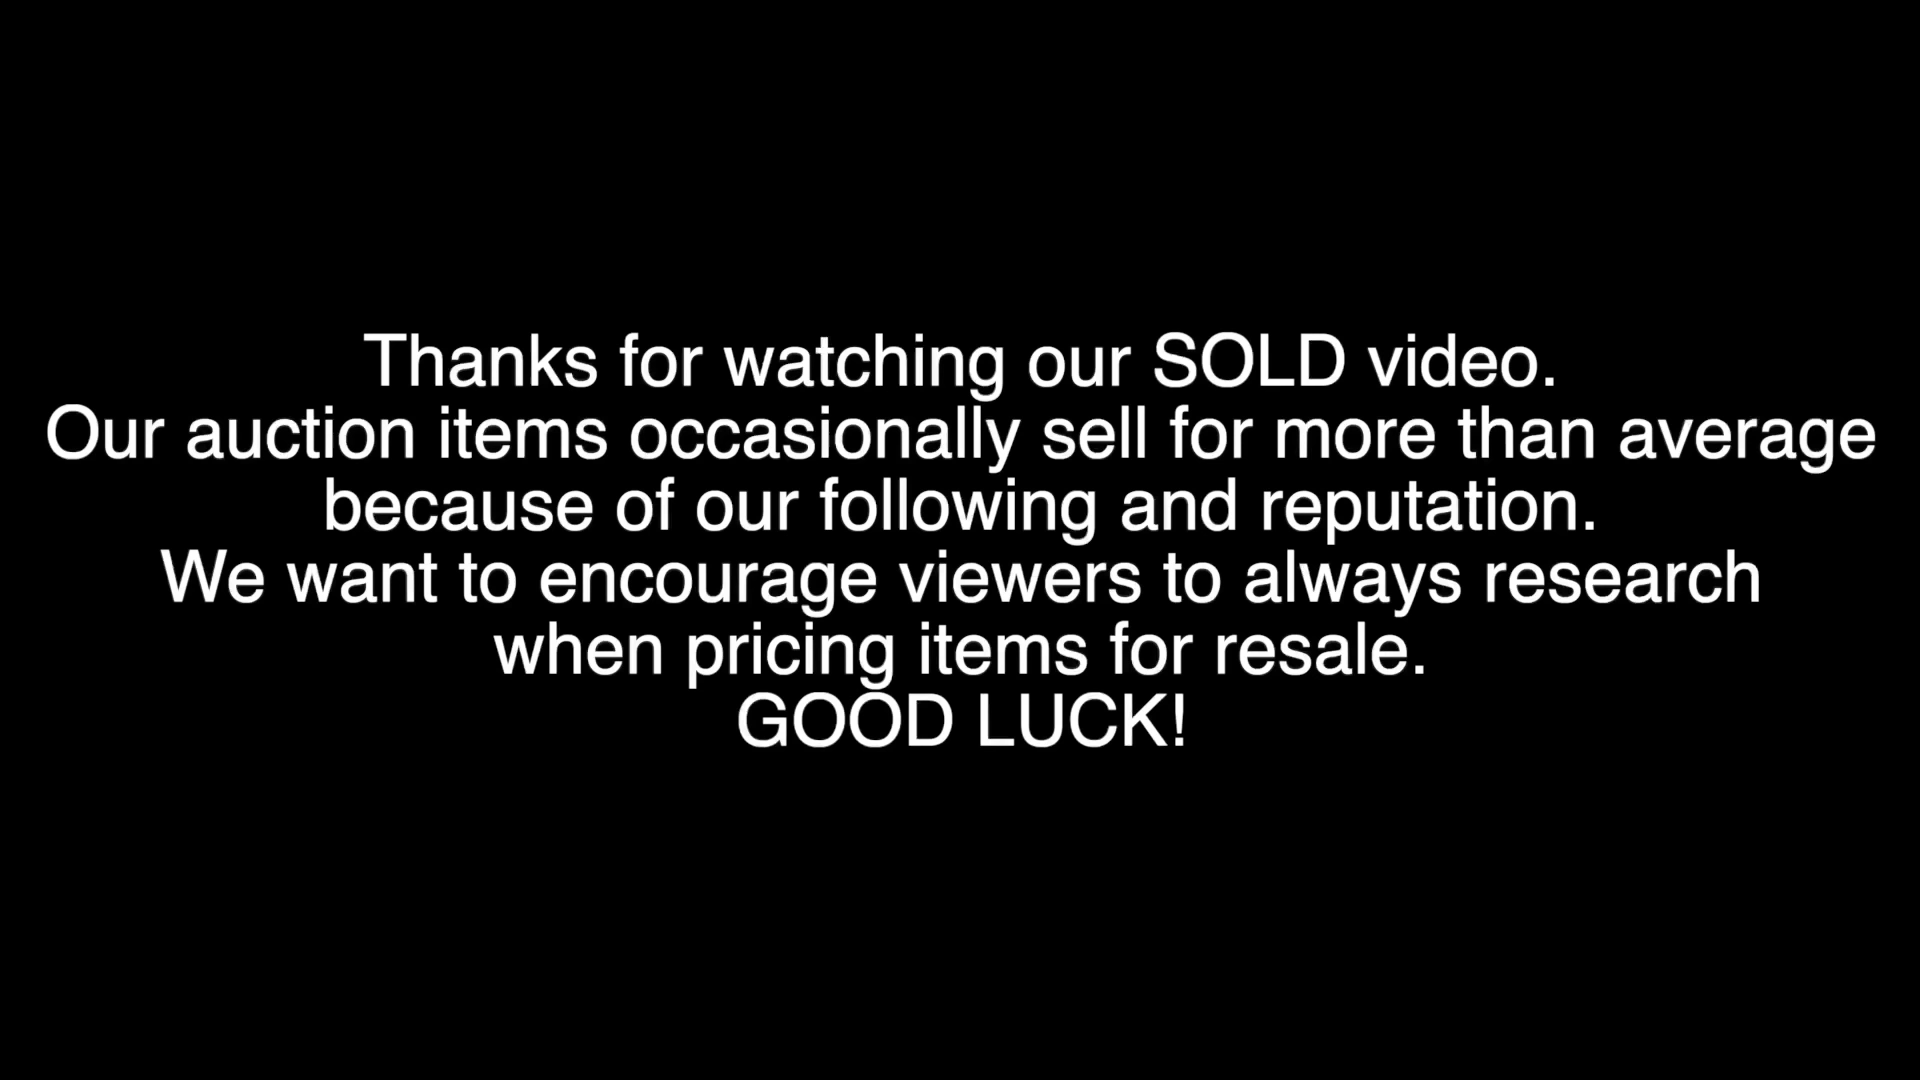 Thanks for watching our SOLD video.
Our auction items occasionally sell for more than average
because of our following and reputation.
We want to encourage viewers to always research
when pricing items for resale.
GOOD LUCK!